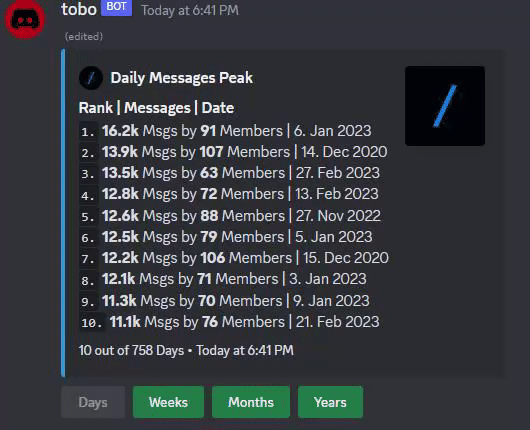 tobo BOT Today at 6:41 PM
(edited)
Daily Messages Peak
Rank | Messages | Date
1. 16.2k Msgs by 91 Members | 6. Jan 2023
2. 13.9k Msgs by 107 Members | 14. Dec 2020
3. 13.5k Msgs by 63 Members | 27. Feb 2023
4. 12.8k Msgs by 72 Members | 13. Feb 2023
5. 12.6k Msgs by 88 Members | 27. Nov 2022
6. 12.5k Msgs by 79 Members | 5. Jan 2023
7. 12.2k Msgs by 106 Members | 15. Dec 2020
8. 12.1k Msgs by 71 Members | 3. Jan 2023
9. 11.3k Msgs by 70 Members | 9. Jan 2023
10. 11.1k Msgs by 76 Members | 21. Feb 2023
10 out of 758 Days • Today at 6:41 PM
Days Weeks Months Years